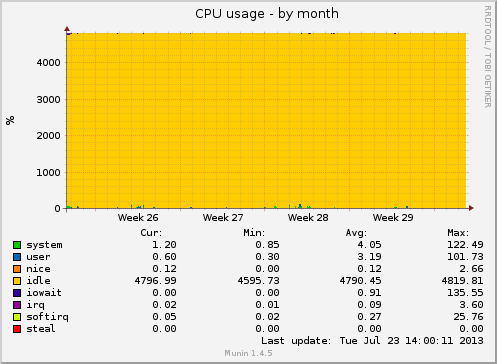 CPU usage - by month
RRDTOOL / TOBI OETIKER
%
4000
3000
2000
1000
0
Week 26 Week 27 Week 28 Week 29
Cur: Min: Avg: Max:
system 1.20 0.85 4.05 122.49
user 0.60 0.30 3.19 101.73
nice 0.12 0.00 0.12 2.66
idle 4796.99 4595.73 4790.45 4819.81
iowait 0.00 0.00 0.91 135.55
irq 0.02 0.01 0.09 3.60
softirq 0.05 0.02 0.27 25.76
steal 0.00 0.00 0.00 0.00
Last update: Tue Jul 23 14:00:11 2013
Munin 1.4.5